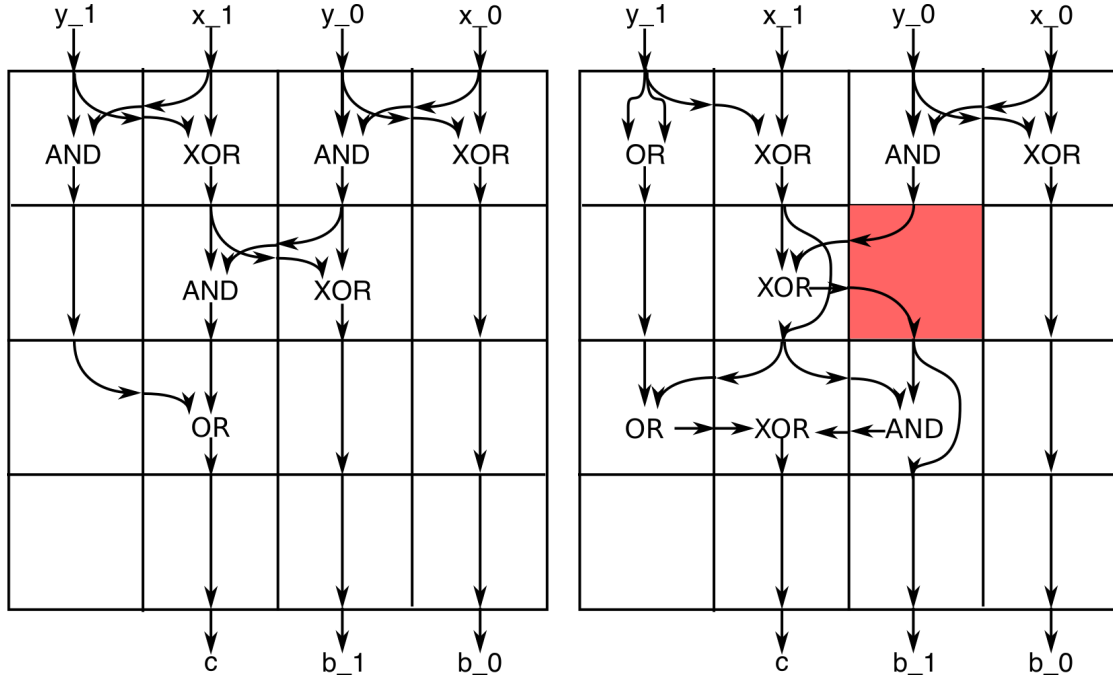 y_1 x_1 y_0 x_0 y_1 x_1 y_0 x_0
AND XOR AND XOR OR XOR AND XOR
AND XOR XOR
OR OR XOR AND
c b_1 b_0 c b_1 b_0